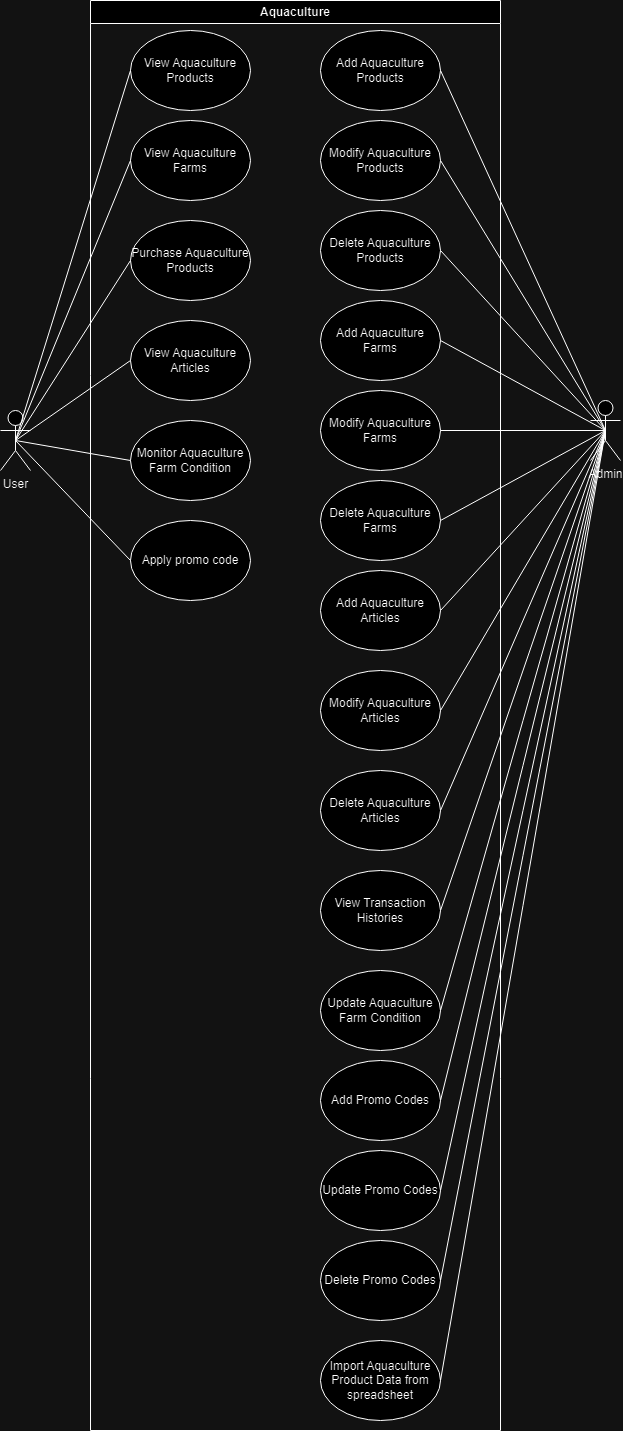 Aquaculture
View Aquaculture
Products
View Aquaculture
Farms
Purchase Aquaculture
Products
View Aquaculture
Articles
Monitor Aquaculture
Farm Condition
Apply promo code
User
Add Aquaculture
Products
Modify Aquaculture
Products
Delete Aquaculture
Products
Add Aquaculture
Farms
Modify Aquaculture
Farms
Delete Aquaculture
Farms
Add Aquaculture
Articles
Modify Aquaculture
Articles
Delete Aquaculture
Articles
View Transaction
Histories
Update Aquaculture
Farm Condition
Add Promo Codes
Update Promo Codes
Delete Promo Codes
Import Aquaculture
Product Data from
spreadsheet
Admin